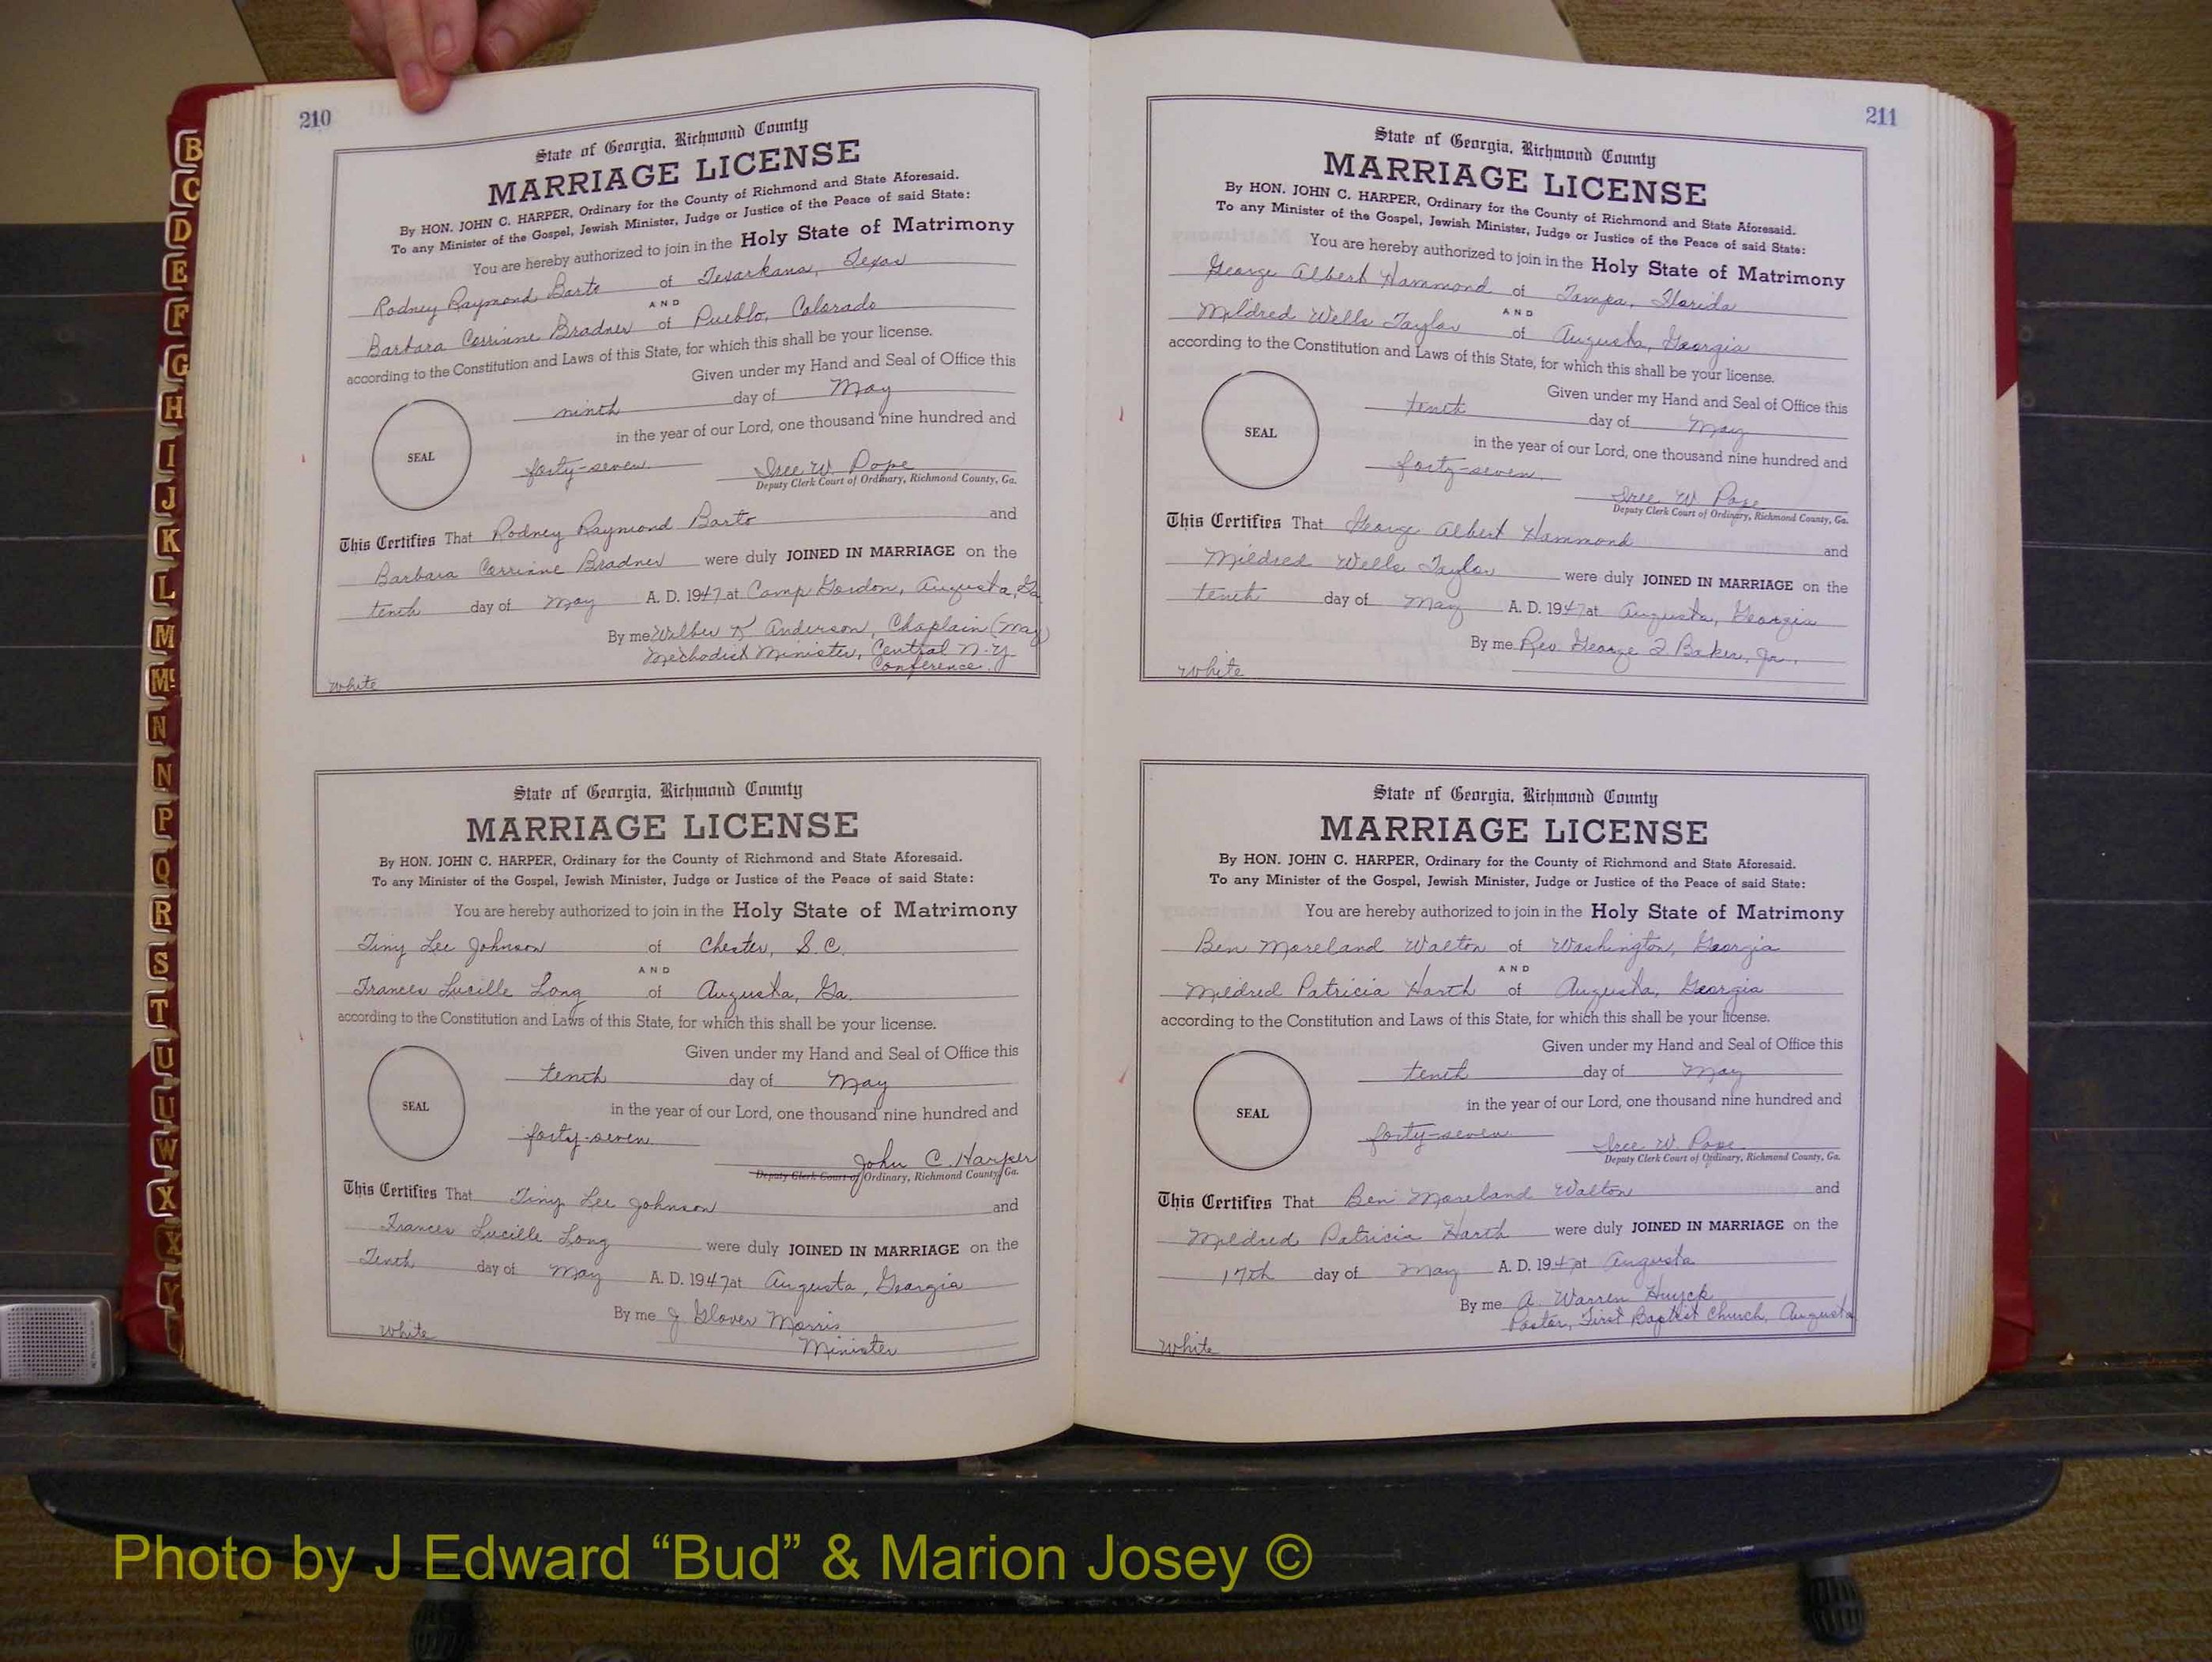 210
State of Georgia, Richmond County
MARRIAGE LICENSE
By HON. JOHN C. HARPER, Ordinary for the County of Richmond and State Aforesaid.
To any Minister of the Gospel, Jewish Minister, Judge or Justice of the Peace of said State:
You are hereby authorized to join in the Holy State of Matrimony
Rodney Raymond Barto of Texarkana, Texas
AND
Barbara Corrinne Bradner of Pueblo, Colorado
according to the Constitution and Laws of this State, for which this shall be your license.
Given under my Hand and Seal of Office this
ninth day of May
in the year of our Lord, one thousand nine hundred and
SEAL
forty-seven Iree W. Pope
Deputy Clerk Court of Ordinary, Richmond County, Ga.
This Certifies That Rodney Raymond Barto and
Barbara Corrinne Bradner were duly JOINED IN MARRIAGE on the
tenth day of May A. D. 1947 at Camp Gordon, Augusta, Ga.
By me Wilber K Anderson, Chaplain (Maj)
Methodist Minister, Central N.Y.
Conference.
White
State of Georgia, Richmond County
MARRIAGE LICENSE
By HON. JOHN C. HARPER, Ordinary for the County of Richmond and State Aforesaid.
To any Minister of the Gospel, Jewish Minister, Judge or Justice of the Peace of said State:
You are hereby authorized to join in the Holy State of Matrimony
Tiny Lee Johnson of Chester, S.C.
AND
Frances Lucille Long of Augusta, Ga.
according to the Constitution and Laws of this State, for which this shall be your license.
Given under my Hand and Seal of Office this
tenth day of May
SEAL
in the year of our Lord, one thousand nine hundred and
forty-seven
John C. Harper
Deputy Clerk Court of Ordinary, Richmond County, Ga.
This Certifies That Tiny Lee Johnson and
Frances Lucille Long were duly JOINED IN MARRIAGE on the
Tenth day of May A. D. 1947 at Augusta, Georgia
By me J Glover Morris
White
Minister
211
State of Georgia, Richmond County
MARRIAGE LICENSE
By HON. JOHN C. HARPER, Ordinary for the County of Richmond and State Aforesaid.
To any Minister of the Gospel, Jewish Minister, Judge or Justice of the Peace of said State:
You are hereby authorized to join in the Holy State of Matrimony
George Albert Hammond of Tampa, Florida
AND
Mildred Wells Taylor of Augusta, Georgia
according to the Constitution and Laws of this State, for which this shall be your license.
Given under my Hand and Seal of Office this
tenth day of May
SEAL
in the year of our Lord, one thousand nine hundred and
forty-seven
Iree W. Pope
Deputy Clerk Court of Ordinary, Richmond County, Ga.
This Certifies That George Albert Hammond and
Mildred Wells Taylor were duly JOINED IN MARRIAGE on the
tenth day of May A. D. 1947 at Augusta, Georgia
By me Rev. George Baker, Jr.,
White
State of Georgia, Richmond County
MARRIAGE LICENSE
By HON. JOHN C. HARPER, Ordinary for the County of Richmond and State Aforesaid.
To any Minister of the Gospel, Jewish Minister, Judge or Justice of the Peace of said State:
You are hereby authorized to join in the Holy State of Matrimony
Ben Moreland Walton of Washington, Georgia
AND
Mildred Patricia Harth of Augusta, Georgia
according to the Constitution and Laws of this State, for which this shall be your license.
Given under my Hand and Seal of Office this
tenth day of May
SEAL
in the year of our Lord, one thousand nine hundred and
forty-seven
Iree W. Pope
Deputy Clerk Court of Ordinary, Richmond County, Ga.
This Certifies That Ben Moreland Walton and
Mildred Patricia Harth were duly JOINED IN MARRIAGE on the
17th day of May A. D. 1947 at Augusta
By me A. Warren Huyck
Pastor, First Baptist Church, Augusta
White
B
C
D
E
F
G
H
I
J
K
L
M
Mc
N
N
P
Q
R
S
T
U
U
W
X
X
Y
Photo by J Edward “Bud” & Marion Josey ©